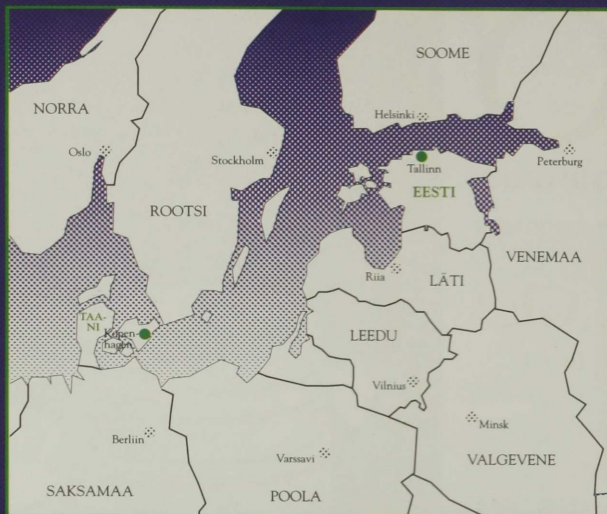 SOOME
NORRA
Helsinki
Oslo
Stockholm
Peterburg
Tallinn
EESTI
ROOTSI
VENEMAA
Riia
LÄTI
TAA-
NI
Kopen-
hagen
LEEDU
Vilnius
Minsk
Berliin
Varssavi
VALGEVENE
SAKSAMAA
POOLA